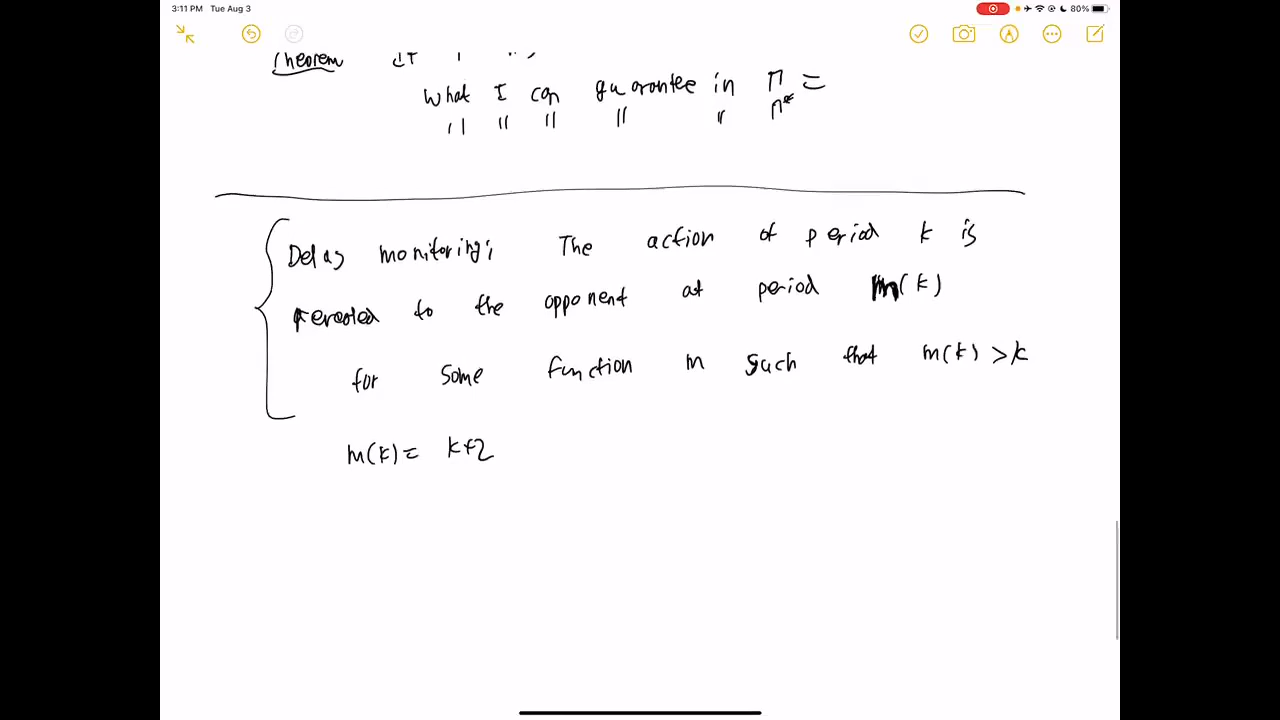 3:11 PM Tue Aug 3
80%
Theorem If
What I can guarantee in Π =
" " " " " Π*
Delay monitoring; The action of period k is
revealed to the opponent at period m(k)
for some function m such that m(k) > k
m(k) = k+2